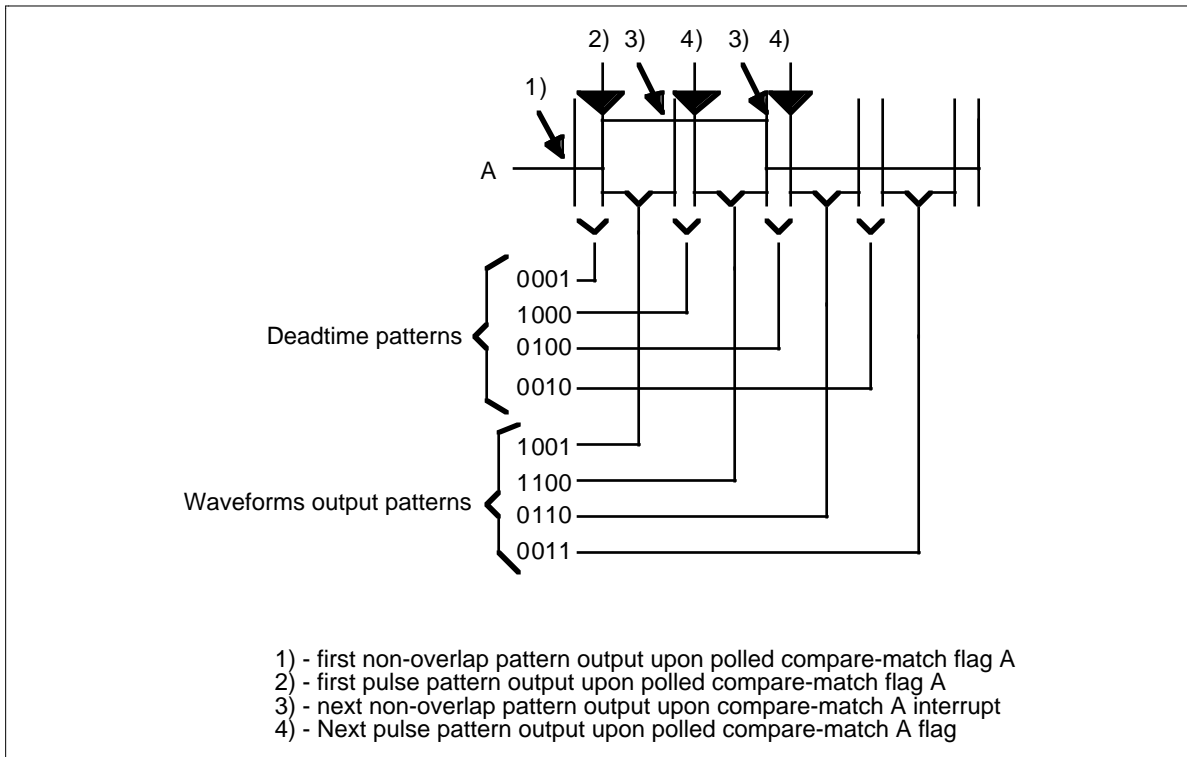 2) 3) 4) 3) 4)
1)
A
0001
1000
Deadtime patterns
0100
0010
1001
1100
Waveforms output patterns
0110
0011
1) - first non-overlap pattern output upon polled compare-match flag A
2) - first pulse pattern output upon polled compare-match flag A
3) - next non-overlap pattern output upon compare-match A interrupt
4) - Next pulse pattern output upon polled compare-match A flag